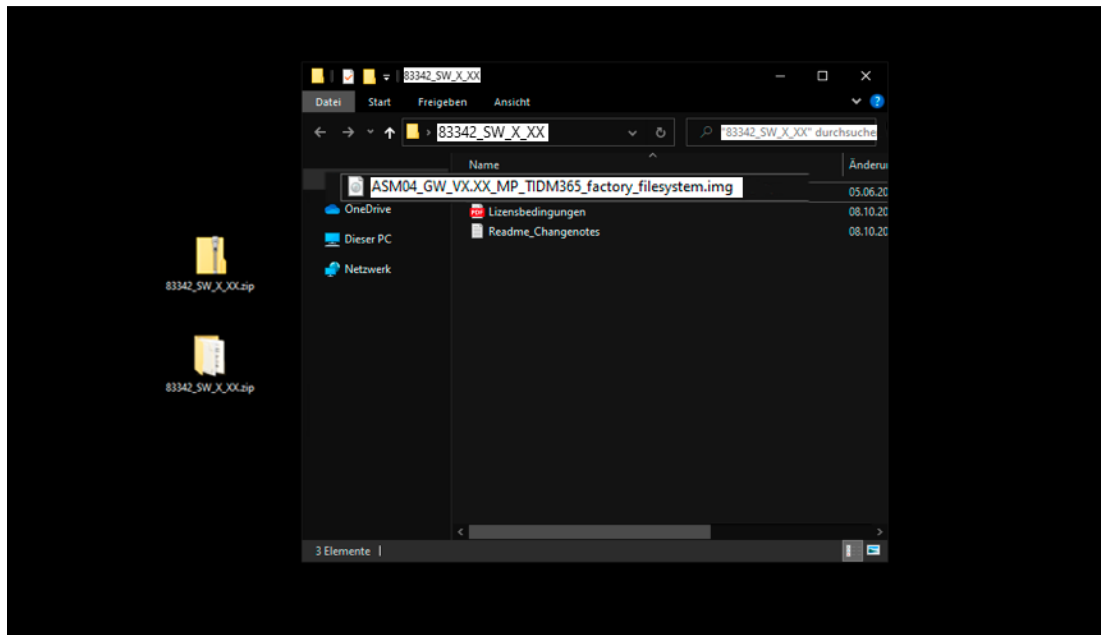 83342_SW_X_XX
Datei Start Freigeben Ansicht
83342_SW_X_XX "83342_SW_X_XX" durchsuche
Name Änderu
ASM04_GW_VX.XX_MP_TIDM365_factory_filesystem.img 05.06.20
OneDrive Lizensbedingungen 08.10.20
Readme_Changenotes 08.10.20
Dieser PC
Netzwerk
83342_SW_X_XX.zip
83342_SW_X_XX.zip
3 Elemente